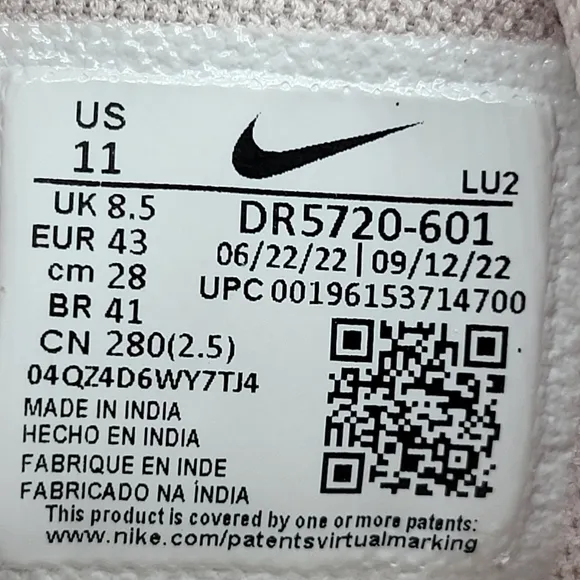 US
11
LU2
UK 8.5
DR5720-601
EUR 43
06/22/22 | 09/12/22
cm 28
UPC 00196153714700
BR 41
CN 280(2.5)
04QZ4D6WY7TJ4
MADE IN INDIA
HECHO EN INDIA
FABRIQUE EN INDE
FABRICADO NA ÍNDIA
This product is covered by one or more patents:
www.nike.com/patentsvirtualmarking